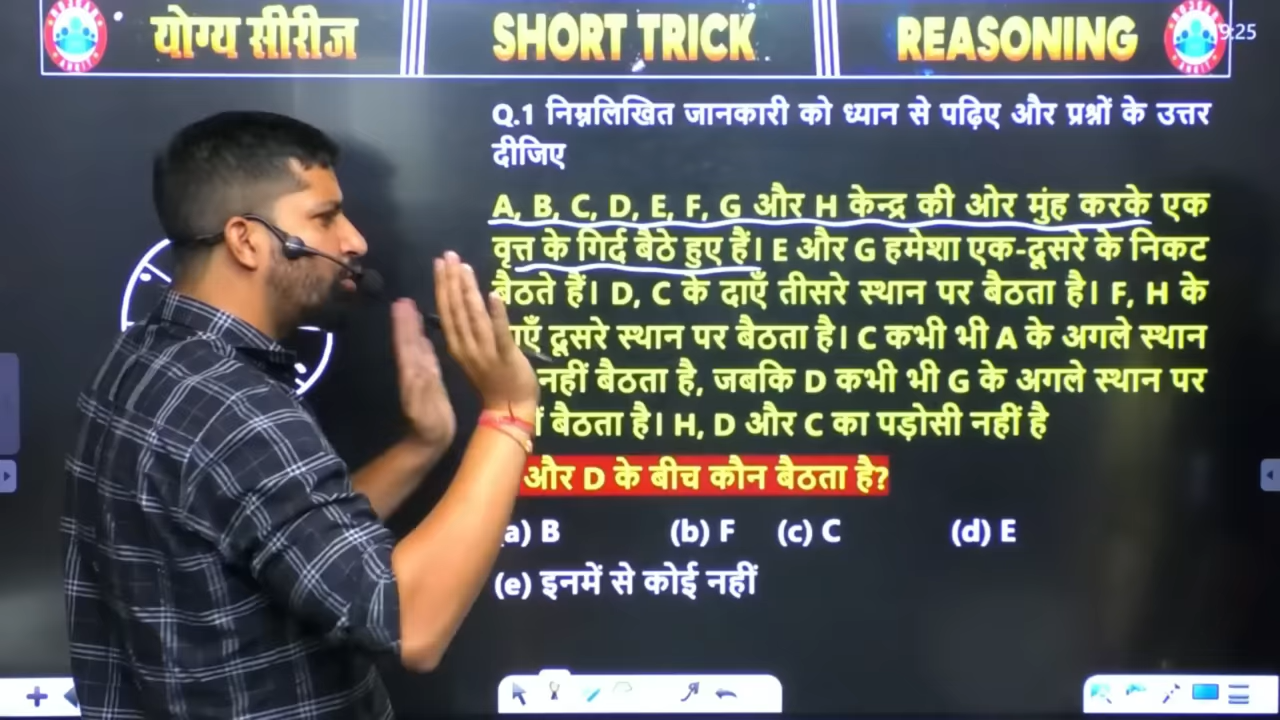 योग्य सीरीज
SHORT TRICK
REASONING
9:25
Q.1 निम्नलिखित जानकारी को ध्यान से पढ़िए और प्रश्नों के उत्तर
दीजिए
A, B, C, D, E, F, G और H केन्द्र की ओर मुंह करके एक
वृत्त के गिर्द बैठे हुए हैं। E और G हमेशा एक-दूसरे के निकट
बैठते हैं। D, C के दाएँ तीसरे स्थान पर बैठता है। F, H के
दूसरे स्थान पर बैठता है। C कभी भी A के अगले स्थान
नहीं बैठता है, जबकि D कभी भी G के अगले स्थान पर
बैठता है। H, D और C का पड़ोसी नहीं है
और D के बीच कौन बैठता है?
(a) B (b) F (c) C (d) E
(e) इनमें से कोई नहीं